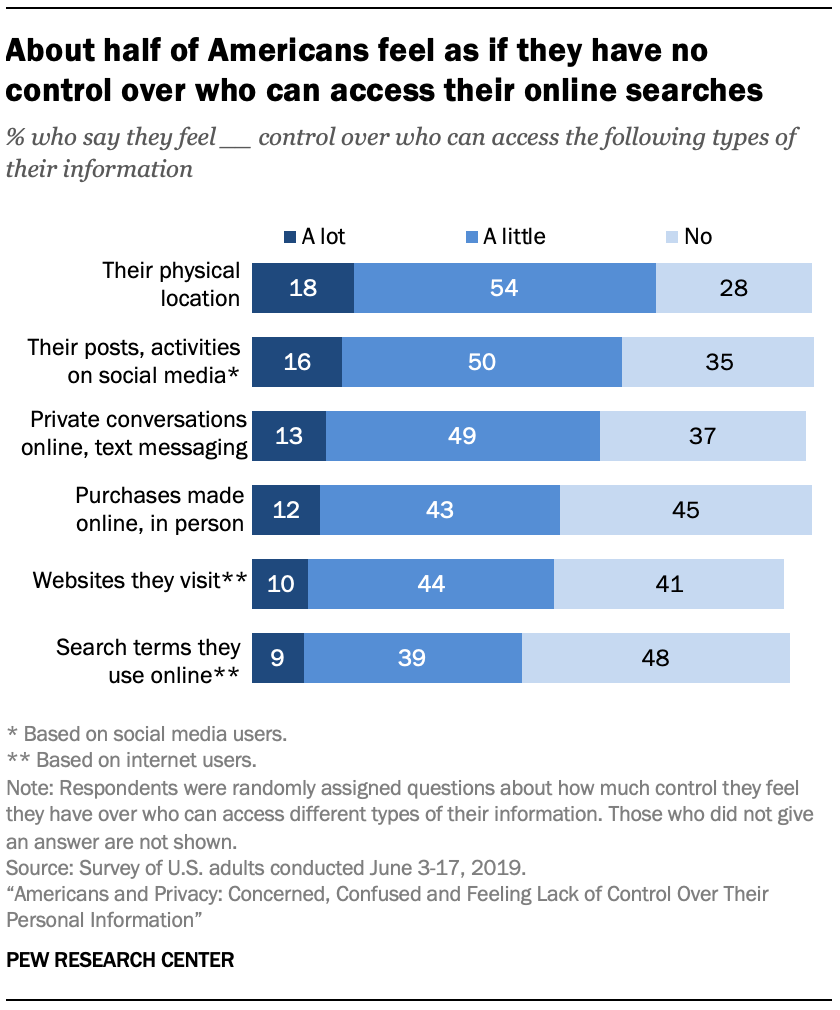 About half of Americans feel as if they have no
control over who can access their online searches
% who say they feel __ control over who can access the following types of
their information
A lot A little No
Their physical
location
18 54 28
Their posts, activities
on social media*
16 50 35
Private conversations
online, text messaging
13 49 37
Purchases made
online, in person
12 43 45
Websites they visit**
10 44 41
Search terms they
use online**
9 39 48
* Based on social media users.
** Based on internet users.
Note: Respondents were randomly assigned questions about how much control they feel
they have over who can access different types of their information. Those who did not give
an answer are not shown.
Source: Survey of U.S. adults conducted June 3-17, 2019.
“Americans and Privacy: Concerned, Confused and Feeling Lack of Control Over Their
Personal Information”
PEW RESEARCH CENTER